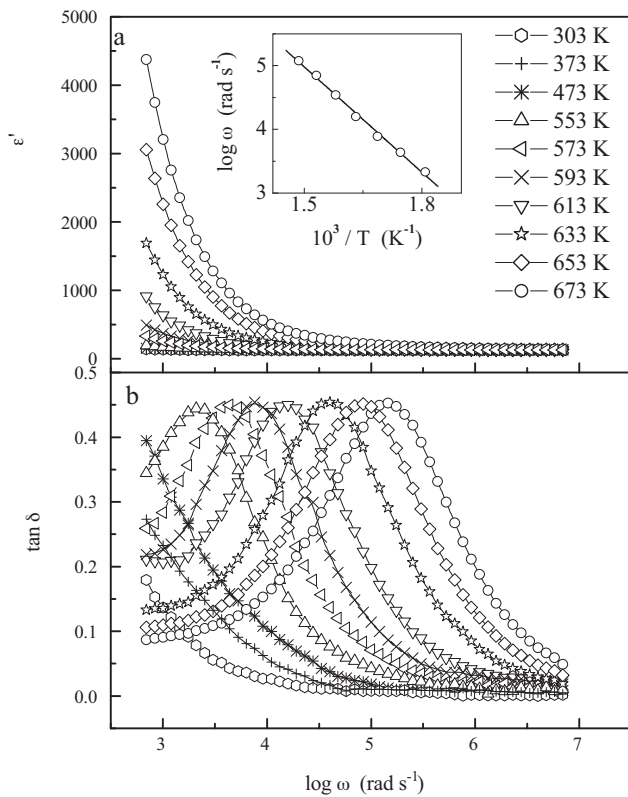 a
5000
4000
3000
2000
1000
0
ε'
5
4
3
log ω (rad s⁻¹)
1.5
1.8
10³ / T (K⁻¹)
303 K
373 K
473 K
553 K
573 K
593 K
613 K
633 K
653 K
673 K
b
0.5
0.4
0.3
0.2
0.1
0.0
tan δ
3
4
5
6
7
log ω (rad s⁻¹)